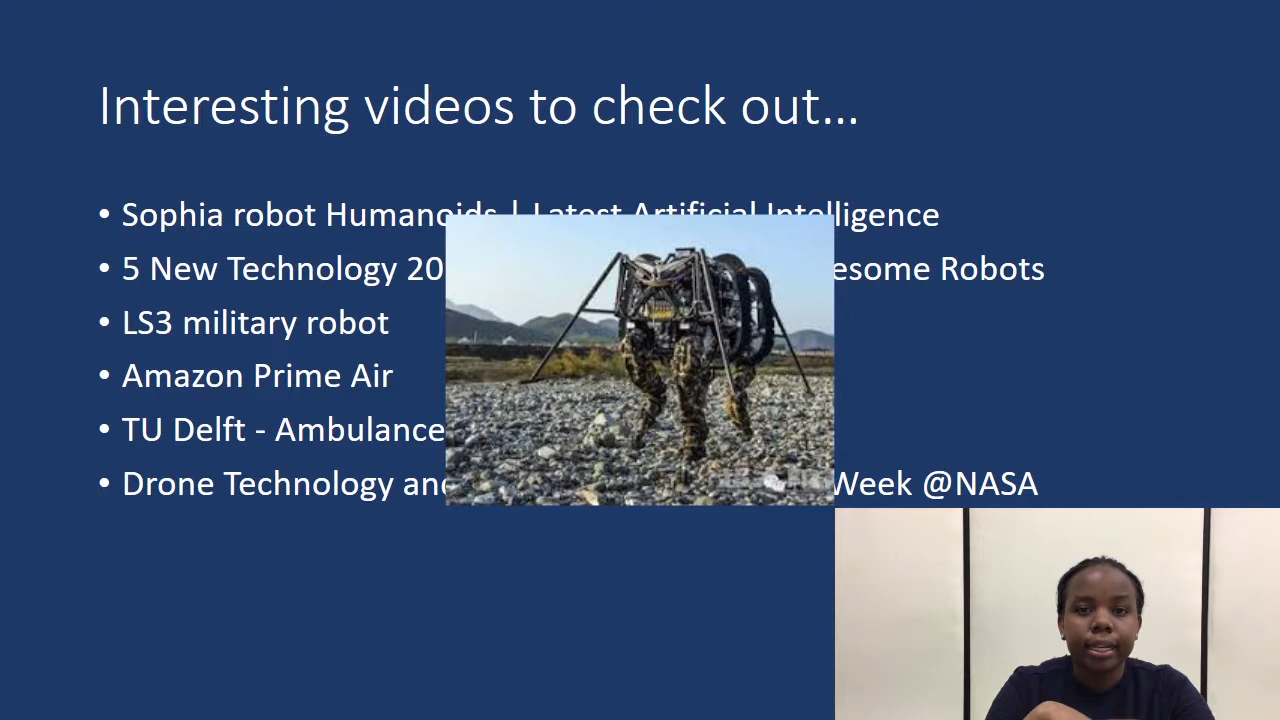 Interesting videos to check out...
• Sophia robot Humanoids | Latest Artificial Intelligence
• 5 New Technology 20 esome Robots
• LS3 military robot
• Amazon Prime Air
• TU Delft - Ambulance
• Drone Technology and Week @NASA